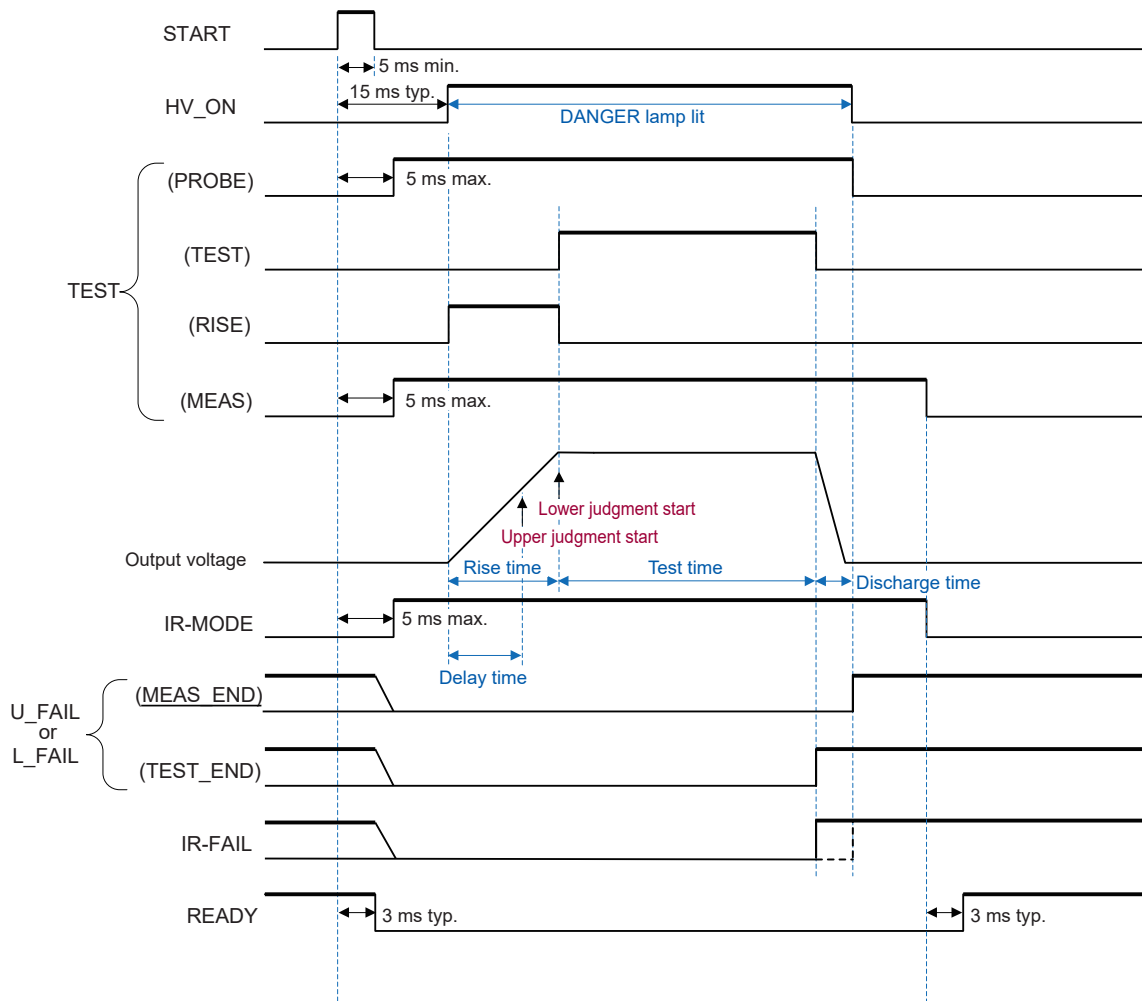 START
5 ms min.
15 ms typ.
HV_ON
DANGER lamp lit
(PROBE)
5 ms max.
(TEST)
TEST
(RISE)
(MEAS)
5 ms max.
Lower judgment start
Upper judgment start
Output voltage
Rise time
Test time
Discharge time
IR-MODE
5 ms max.
Delay time
(MEAS_END)
U_FAIL
or
L_FAIL
(TEST_END)
IR-FAIL
READY
3 ms typ.
3 ms typ.